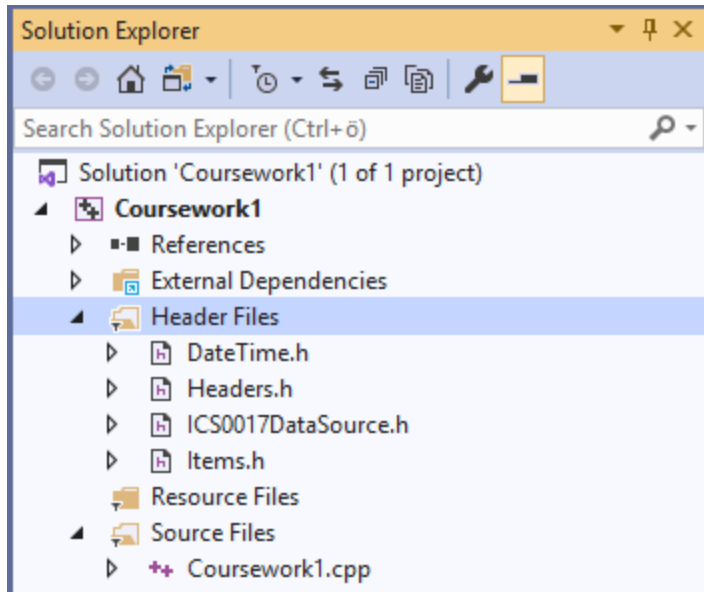 Solution Explorer
Search Solution Explorer (Ctrl+ö)
Solution 'Coursework1' (1 of 1 project)
Coursework1
References
External Dependencies
Header Files
DateTime.h
Headers.h
ICS0017DataSource.h
Items.h
Resource Files
Source Files
Coursework1.cpp